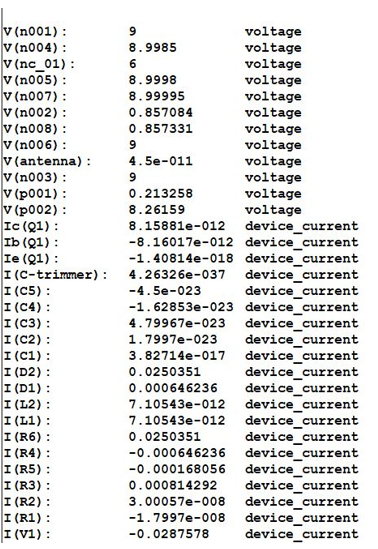 V(n001): 9 voltage
V(n004): 8.9985 voltage
V(nc_01): 6 voltage
V(n005): 8.9998 voltage
V(n007): 8.99995 voltage
V(n002): 0.857084 voltage
V(n008): 0.857331 voltage
V(n006): 9 voltage
V(antenna): 4.5e-011 voltage
V(n003): 9 voltage
V(p001): 0.213258 voltage
V(p002): 8.26159 voltage
Ic(Q1): 8.15881e-012 device_current
Ib(Q1): -8.16017e-012 device_current
Ie(Q1): -1.40814e-018 device_current
I(C-trimmer): 4.26326e-037 device_current
I(C5): -4.5e-023 device_current
I(C4): -1.62853e-023 device_current
I(C3): 4.79967e-023 device_current
I(C2): 1.7997e-023 device_current
I(C1): 3.82714e-017 device_current
I(D2): 0.0250351 device_current
I(D1): 0.000646236 device_current
I(L2): 7.10543e-012 device_current
I(L1): 7.10543e-012 device_current
I(R6): 0.0250351 device_current
I(R4): -0.000646236 device_current
I(R5): -0.000168056 device_current
I(R3): 0.000814292 device_current
I(R2): 3.00057e-008 device_current
I(R1): -1.7997e-008 device_current
I(V1): -0.0287578 device_current